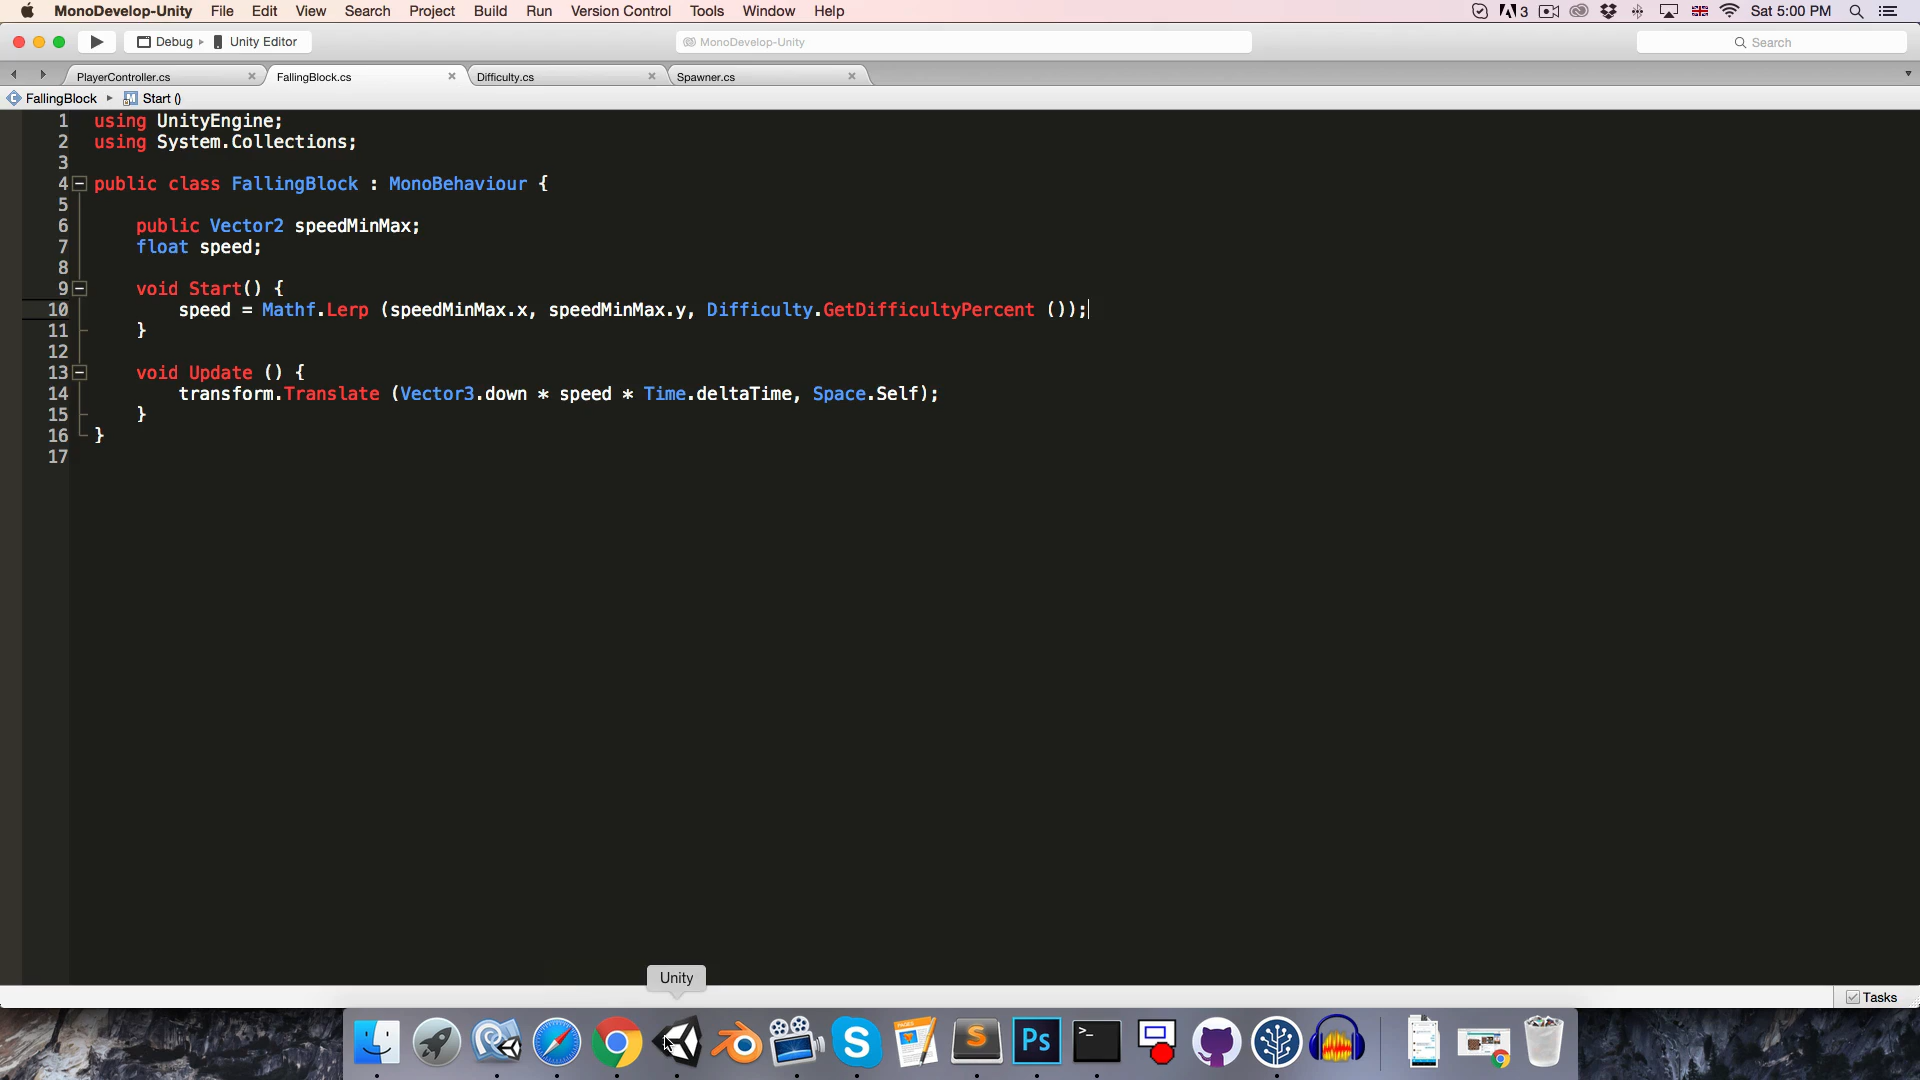 MonoDevelop-Unity File Edit View Search Project Build Run Version Control Tools Window Help 3 Sat 5:00 PM
Debug Unity Editor MonoDevelop-Unity Search
PlayerController.cs FallingBlock.cs Difficulty.cs Spawner.cs
FallingBlock Start ()
1 using UnityEngine;
2 using System.Collections;
3
4 public class FallingBlock : MonoBehaviour {
5
6 public Vector2 speedMinMax;
7 float speed;
8
9 void Start() {
10 speed = Mathf.Lerp (speedMinMax.x, speedMinMax.y, Difficulty.GetDifficultyPercent ());
11 }
12
13 void Update () {
14 transform.Translate (Vector3.down * speed * Time.deltaTime, Space.Self);
15 }
16 }
17
Unity
Tasks
PAGES
S
Ps
>_